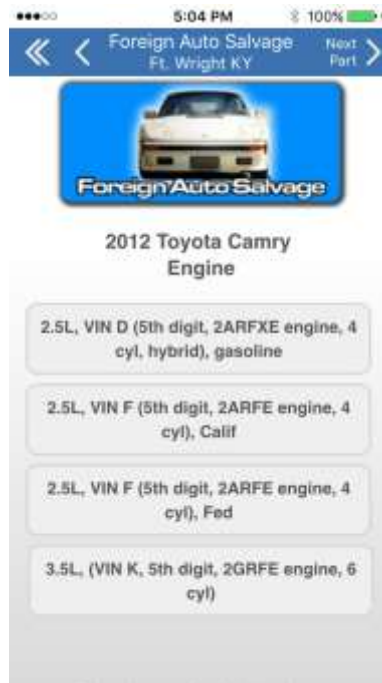 5:04 PM
100%
Foreign Auto Salvage
Ft. Wright KY
Next
Part
Foreign Auto Salvage
2012 Toyota Camry
Engine
2.5L, VIN D (5th digit, 2ARFXE engine, 4
cyl, hybrid), gasoline
2.5L, VIN F (5th digit, 2ARFE engine, 4
cyl), Calif
2.5L, VIN F (5th digit, 2ARFE engine, 4
cyl), Fed
3.5L, (VIN K, 5th digit, 2GRFE engine, 6
cyl)